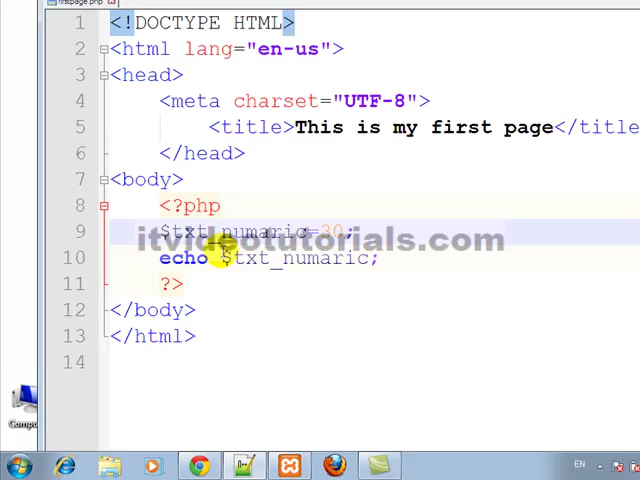 firstpage.php
1 <!DOCTYPE HTML>
2 <html lang="en-us">
3 <head>
4 <meta charset="UTF-8">
5 <title>This is my first page</title
6 </head>
7 <body>
8 <?php
9 $txt_numaric=30;
itvideotutorials.com
10 echo $txt_numaric;
11 ?>
12 </body>
13 </html>
14
Compu
EN